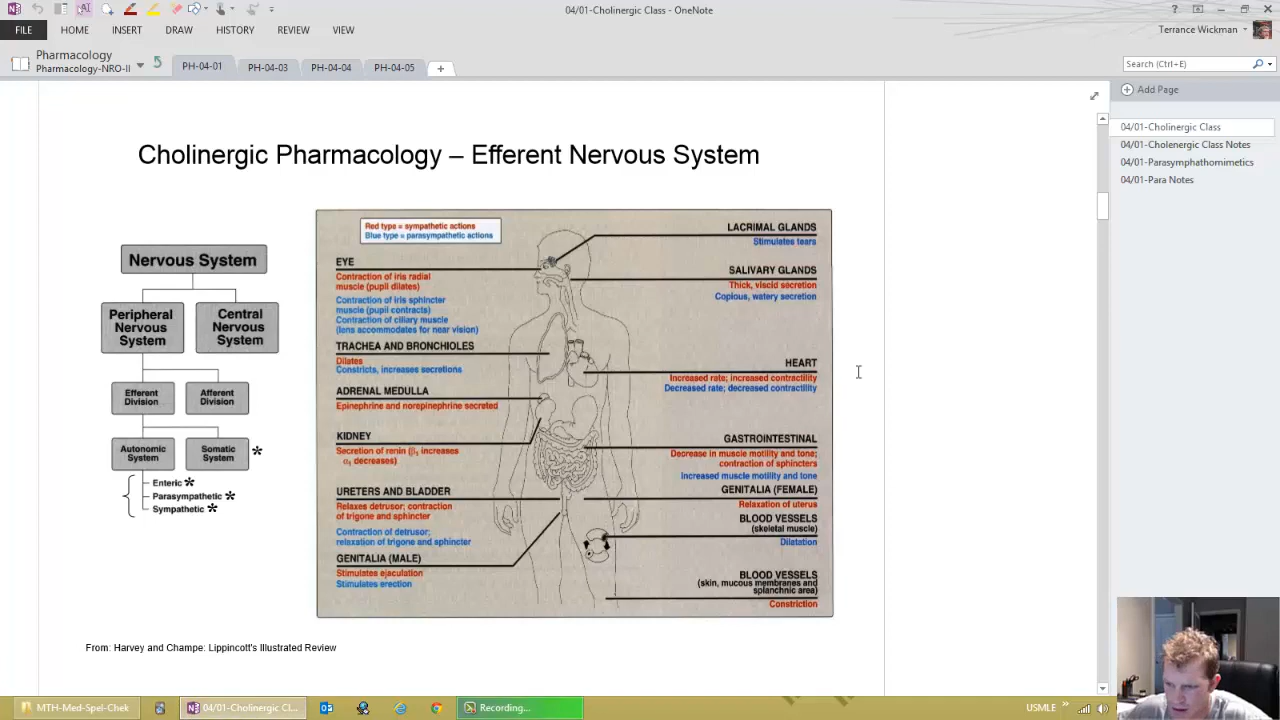 04/01-Cholinergic Class - OneNote
FILE HOME INSERT DRAW HISTORY REVIEW VIEW
Terrance Wickman
Pharmacology
Pharmacology-NRO-II
PH-04-01 PH-04-03 PH-04-04 PH-04-05
Search (Ctrl+E)
Add Page
04/01-Cholinergic Class
04/01-Cholenergic Class Notes
04/01-Parasympathomimetics
04/01-Para Notes
Cholinergic Pharmacology – Efferent Nervous System
Nervous System
Peripheral
Nervous
System
Central
Nervous
System
Efferent
Division
Afferent
Division
Autonomic
System
Somatic
System *
Enteric *
Parasympathetic *
Sympathetic *
Red type = sympathetic actions
Blue type = parasympathetic actions
EYE
Contraction of iris radial
muscle (pupil dilates)
Contraction of iris sphincter
muscle (pupil contracts)
Contraction of ciliary muscle
(lens accommodates for near vision)
TRACHEA AND BRONCHIOLES
Dilates
Constricts, increases secretions
ADRENAL MEDULLA
Epinephrine and norepinephrine secreted
KIDNEY
Secretion of renin (β1 increases
α1 decreases)
URETERS AND BLADDER
Relaxes detrusor; contraction
of trigone and sphincter
Contraction of detrusor;
relaxation of trigone and sphincter
GENITALIA (MALE)
Stimulates ejaculation
Stimulates erection
LACRIMAL GLANDS
Stimulates tears
SALIVARY GLANDS
Thick, viscid secretion
Copious, watery secretion
HEART
Increased rate; increased contractility
Decreased rate; decreased contractility
GASTROINTESTINAL
Decrease in muscle motility and tone;
contraction of sphincters
Increased muscle motility and tone
GENITALIA (FEMALE)
Relaxation of uterus
BLOOD VESSELS
(skeletal muscle)
Dilatation
BLOOD VESSELS
(skin, mucous membranes and
splanchnic area)
Constriction
From: Harvey and Champe: Lippincott's Illustrated Review
MTH-Med-Spel-Chek
04/01-Cholinergic Cl...
Recording...
USMLE